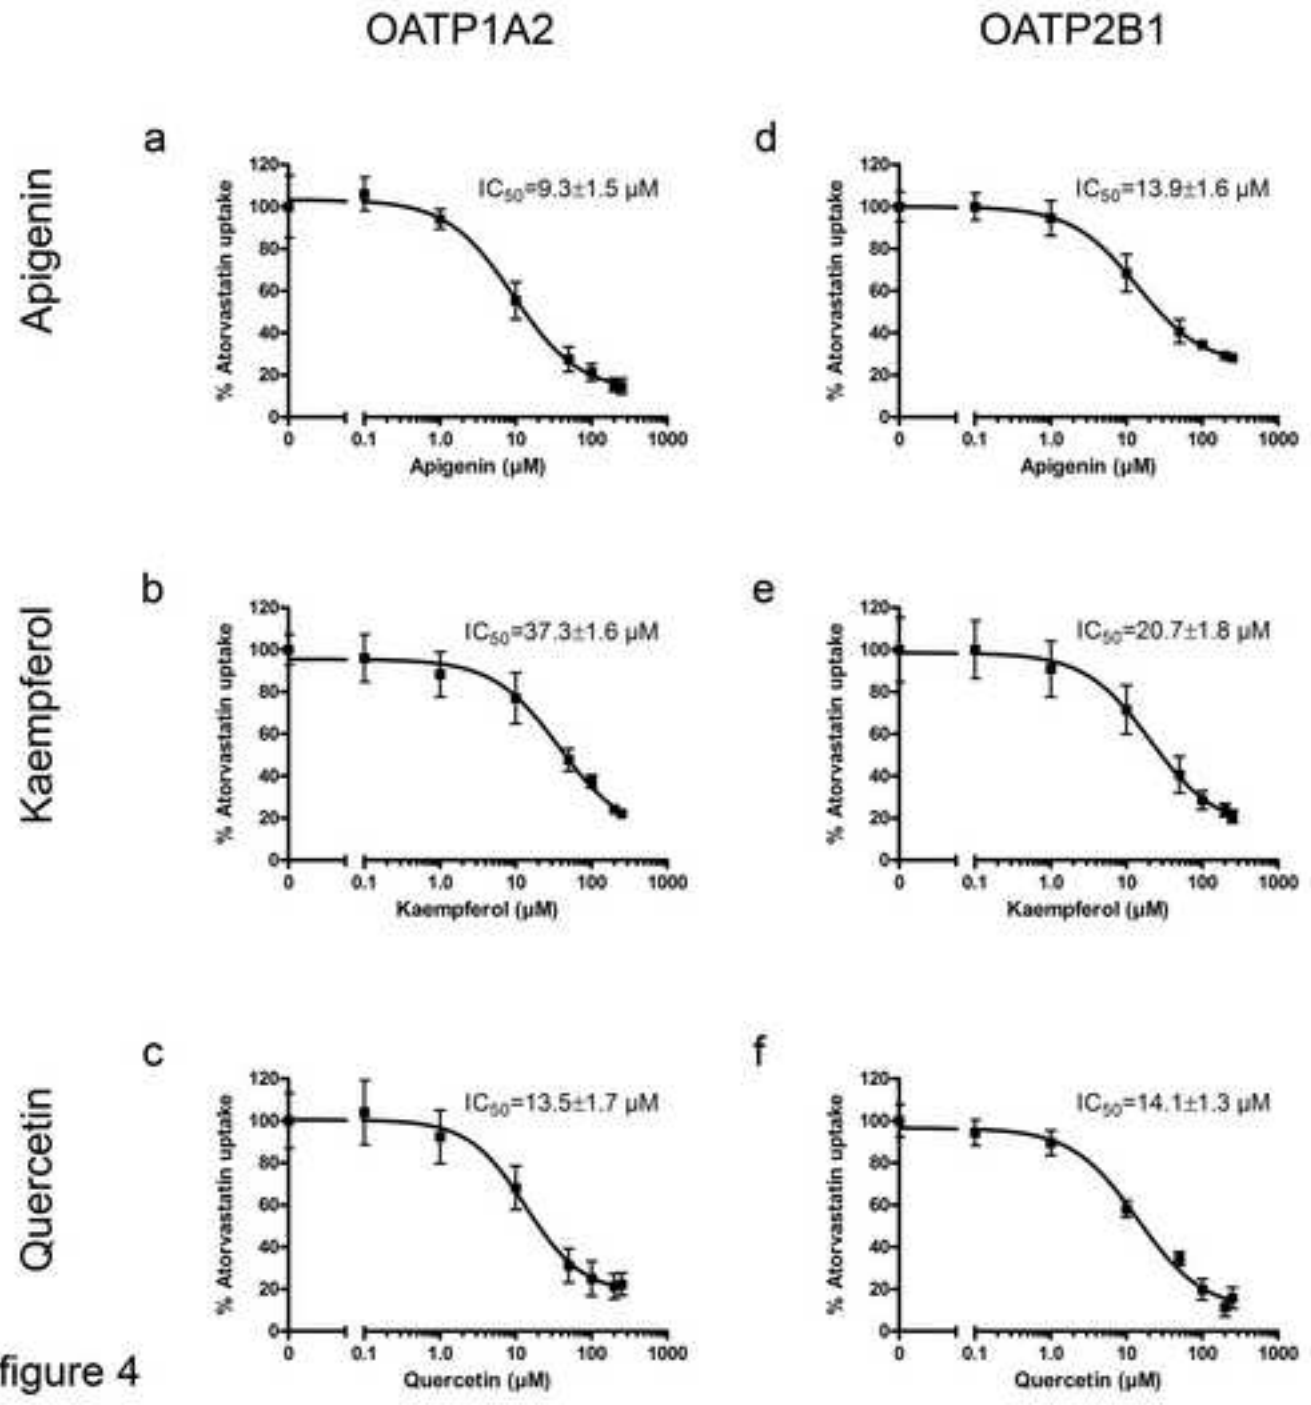 OATP1A2
OATP2B1
Apigenin
a
120
100
80
60
40
20
0
% Atorvastatin uptake
IC50=9.3±1.5 µM
0 0.1 1.0 10 100 1000
Apigenin (µM)
d
120
100
80
60
40
20
0
% Atorvastatin uptake
IC50=13.9±1.6 µM
0 0.1 1.0 10 100 1000
Apigenin (µM)
Kaempferol
b
120
100
80
60
40
20
0
% Atorvastatin uptake
IC50=37.3±1.6 µM
0 0.1 1.0 10 100 1000
Kaempferol (µM)
e
120
100
80
60
40
20
0
% Atorvastatin uptake
IC50=20.7±1.8 µM
0 0.1 1.0 10 100 1000
Kaempferol (µM)
Quercetin
c
120
100
80
60
40
20
0
% Atorvastatin uptake
IC50=13.5±1.7 µM
0 0.1 1.0 10 100 1000
Quercetin (µM)
f
120
100
80
60
40
20
0
% Atorvastatin uptake
IC50=14.1±1.3 µM
0 0.1 1.0 10 100 1000
Quercetin (µM)
figure 4